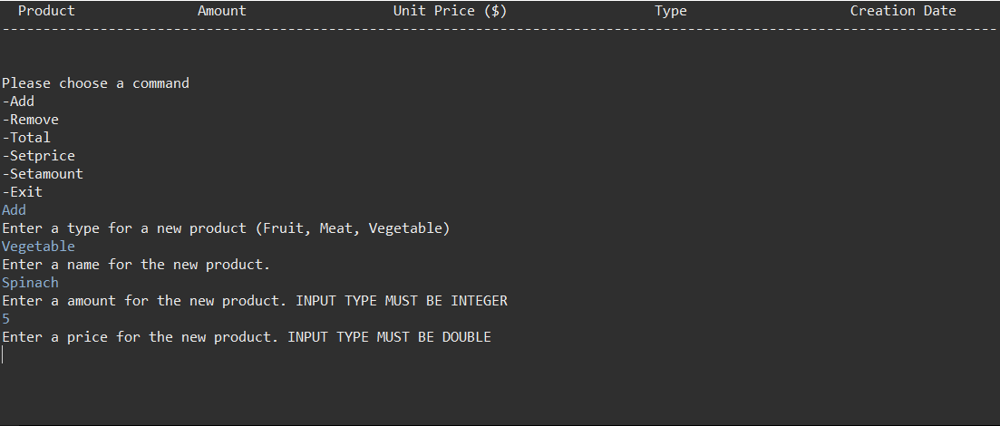 Product Amount Unit Price ($) Type Creation Date
--------------------------------------------------------------------------------------------------------------------------
Please choose a command
-Add
-Remove
-Total
-Setprice
-Setamount
-Exit
Add
Enter a type for a new product (Fruit, Meat, Vegetable)
Vegetable
Enter a name for the new product.
Spinach
Enter a amount for the new product. INPUT TYPE MUST BE INTEGER
5
Enter a price for the new product. INPUT TYPE MUST BE DOUBLE